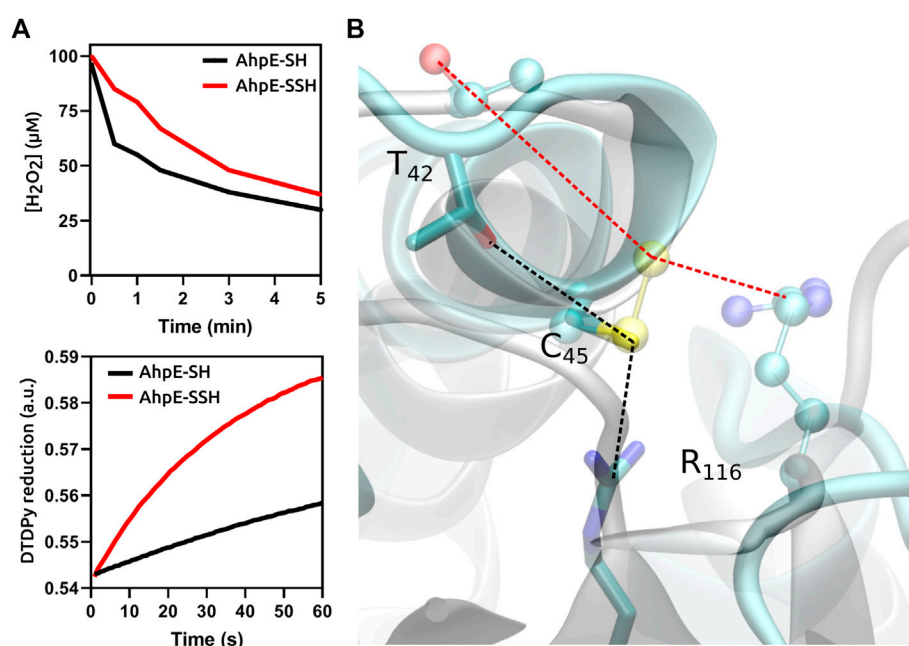 A
B
[H₂O₂] (µM)
100
75
50
25
0
AhpE-SH
AhpE-SSH
0 1 2 3 4 5
Time (min)
DTDPy reduction (a.u.)
0.59
0.58
0.56
0.55
0.54
AhpE-SH
AhpE-SSH
0 10 20 30 40 50 60
Time (s)
T₄₂
C₄₅
R₁₁₆